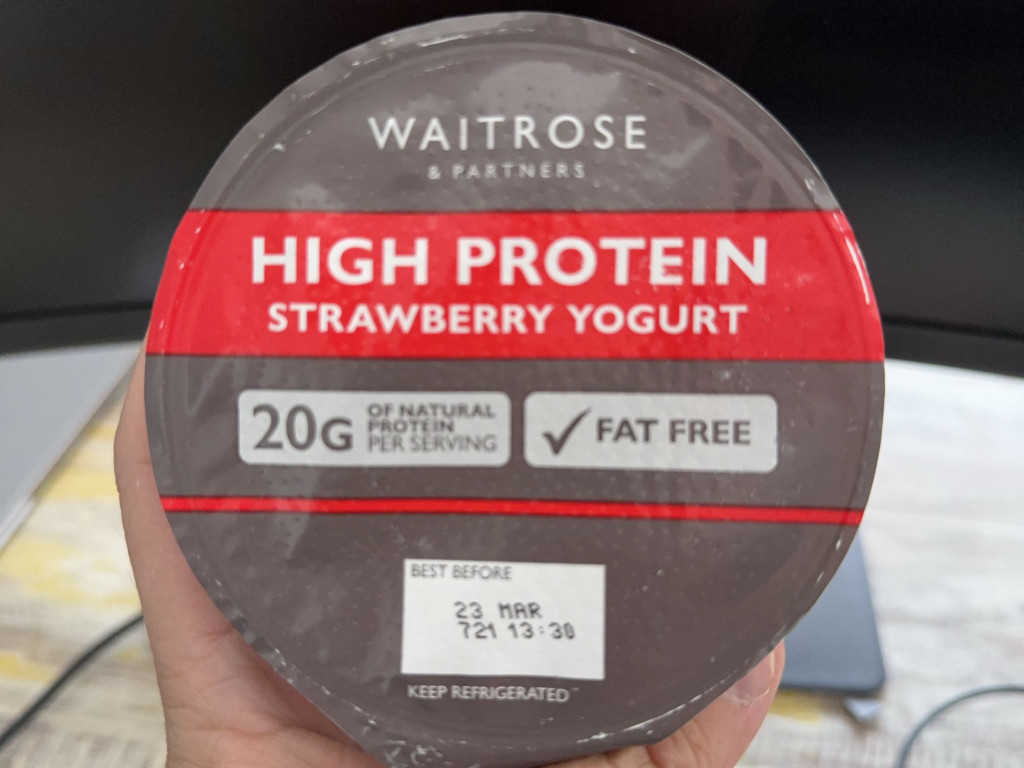 WAITROSE
& PARTNERS
HIGH PROTEIN
STRAWBERRY YOGURT
20G OF NATURAL
PROTEIN
PER SERVING
✓ FAT FREE
BEST BEFORE
23 MAR
721 13:30
KEEP REFRIGERATED